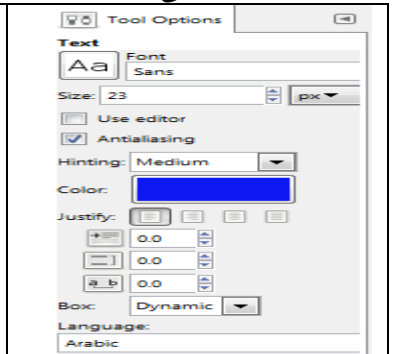 Tool Options
Text
Aa Font
Sans
Size: 23 px
Use editor
Antialiasing
Hinting: Medium
Color:
Justify:
0.0
0.0
a b 0.0
Box: Dynamic
Language:
Arabic